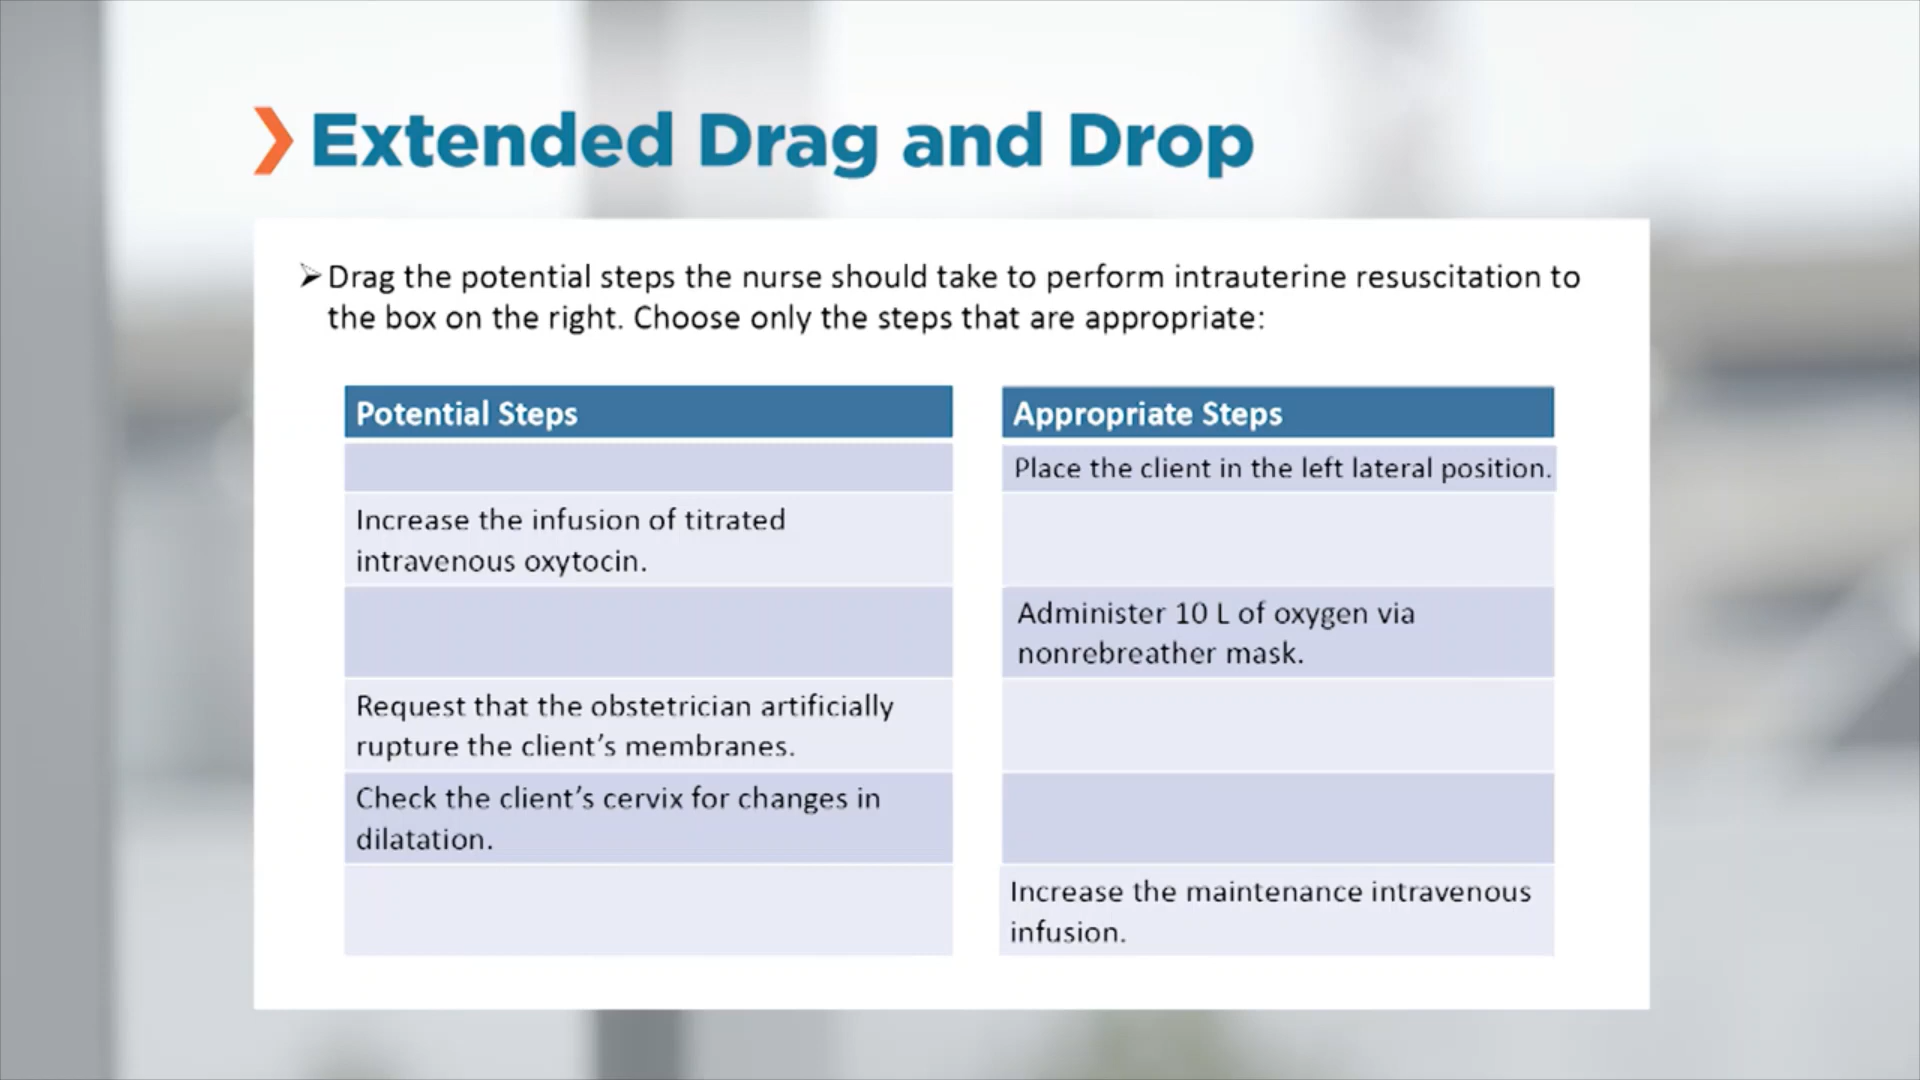 Extended Drag and Drop
Drag the potential steps the nurse should take to perform intrauterine resuscitation to
the box on the right. Choose only the steps that are appropriate:
Potential Steps
Increase the infusion of titrated
intravenous oxytocin.
Request that the obstetrician artificially
rupture the client’s membranes.
Check the client’s cervix for changes in
dilatation.
Appropriate Steps
Place the client in the left lateral position.
Administer 10 L of oxygen via
nonrebreather mask.
Increase the maintenance intravenous
infusion.